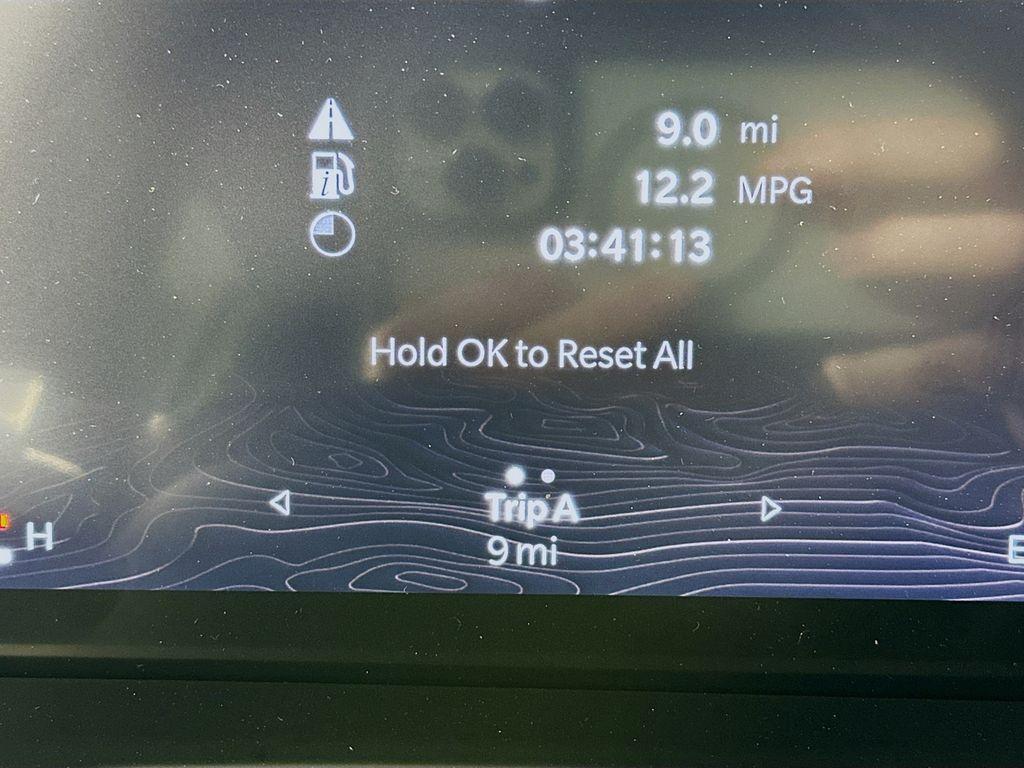 9.0 mi
12.2 MPG
03:41:13
Hold OK to Reset All
Trip A
9 mi
H
E